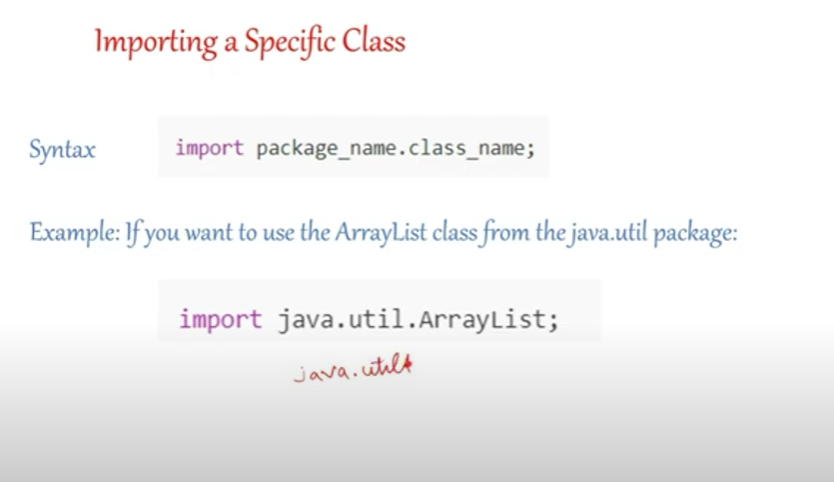 Importing a Specific Class
Syntax import package_name.class_name;
Example: If you want to use the ArrayList class from the java.util package:
import java.util.ArrayList;
java.util